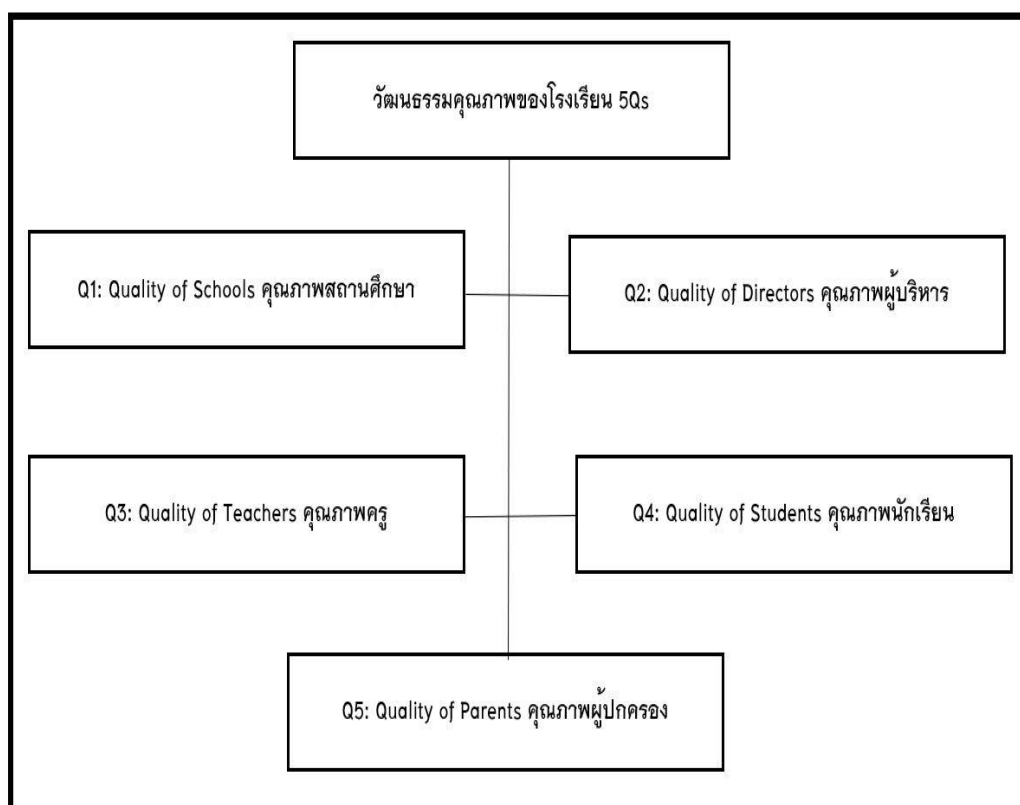 วัฒนธรรมคุณภาพของโรงเรียน 5Qs
Q1: Quality of Schools คุณภาพสถานศึกษา
Q2: Quality of Directors คุณภาพผู้บริหาร
Q3: Quality of Teachers คุณภาพครู
Q4: Quality of Students คุณภาพนักเรียน
Q5: Quality of Parents คุณภาพผู้ปกครอง